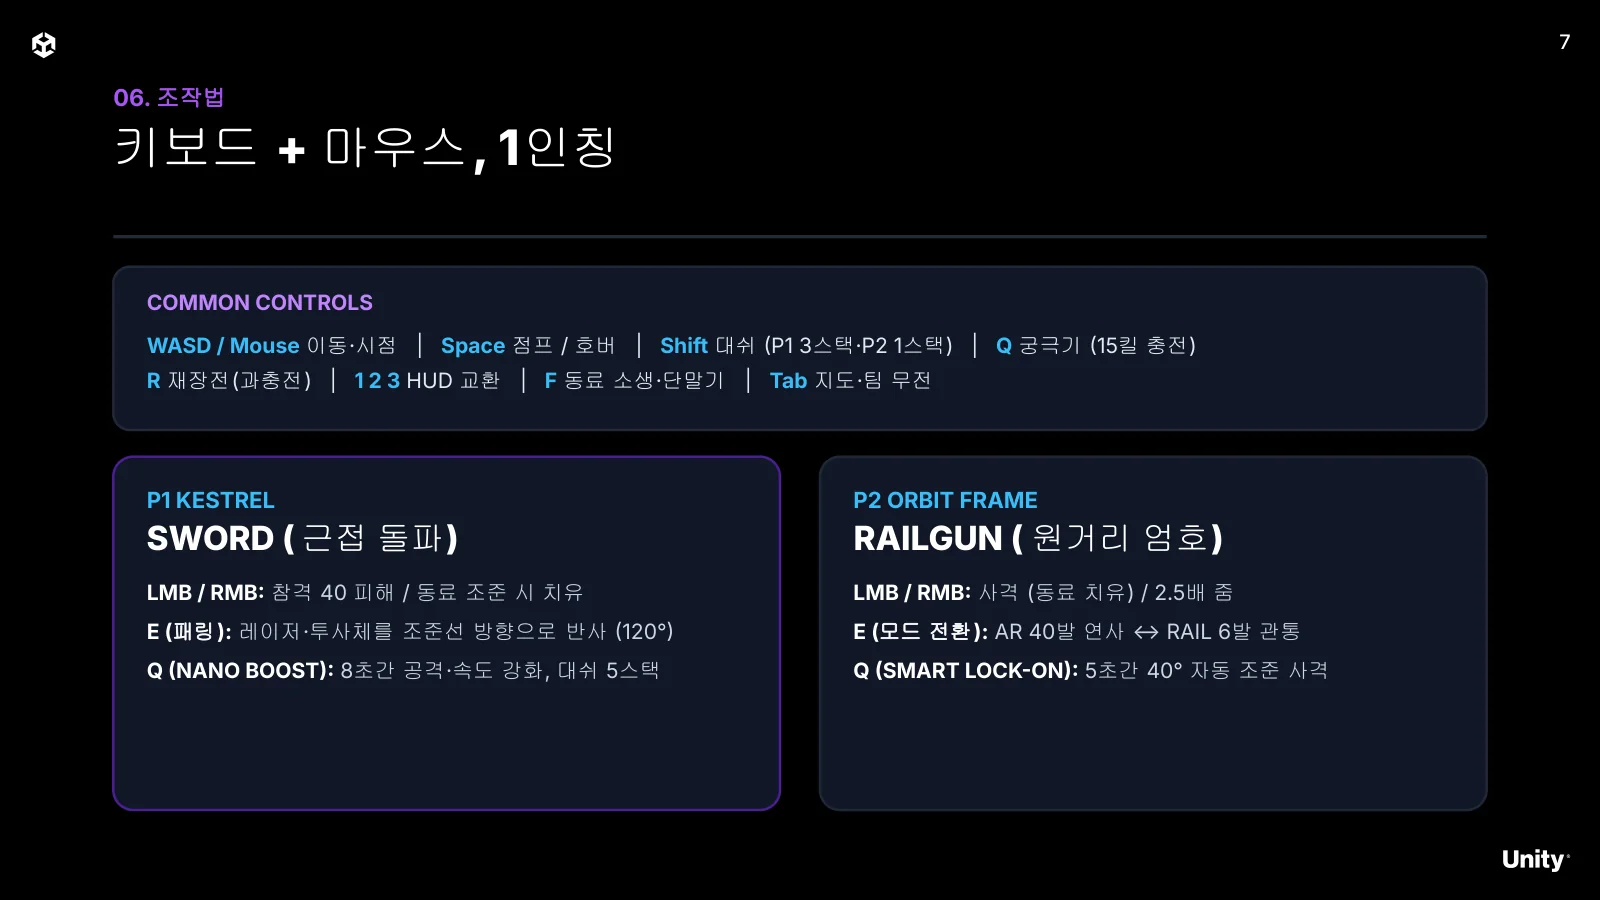 7
06. 조작법
키보드 + 마우스, 1인칭
COMMON CONTROLS
WASD / Mouse 이동·시점 | Space 점프 / 호버 | Shift 대쉬 (P1 3스택·P2 1스택) | Q 궁극기 (15킬 충전)
R 재장전(과충전) | 1 2 3 HUD 교환 | F 동료 소생·단말기 | Tab 지도·팀 무전
P1 KESTREL
SWORD (근접 돌파)
LMB / RMB: 참격 40 피해 / 동료 조준 시 치유
E (패링): 레이저·투사체를 조준선 방향으로 반사 (120°)
Q (NANO BOOST): 8초간 공격·속도 강화, 대쉬 5스택
P2 ORBIT FRAME
RAILGUN (원거리 엄호)
LMB / RMB: 사격 (동료 치유) / 2.5배 줌
E (모드 전환): AR 40발 연사 ↔ RAIL 6발 관통
Q (SMART LOCK-ON): 5초간 40° 자동 조준 사격
Unity